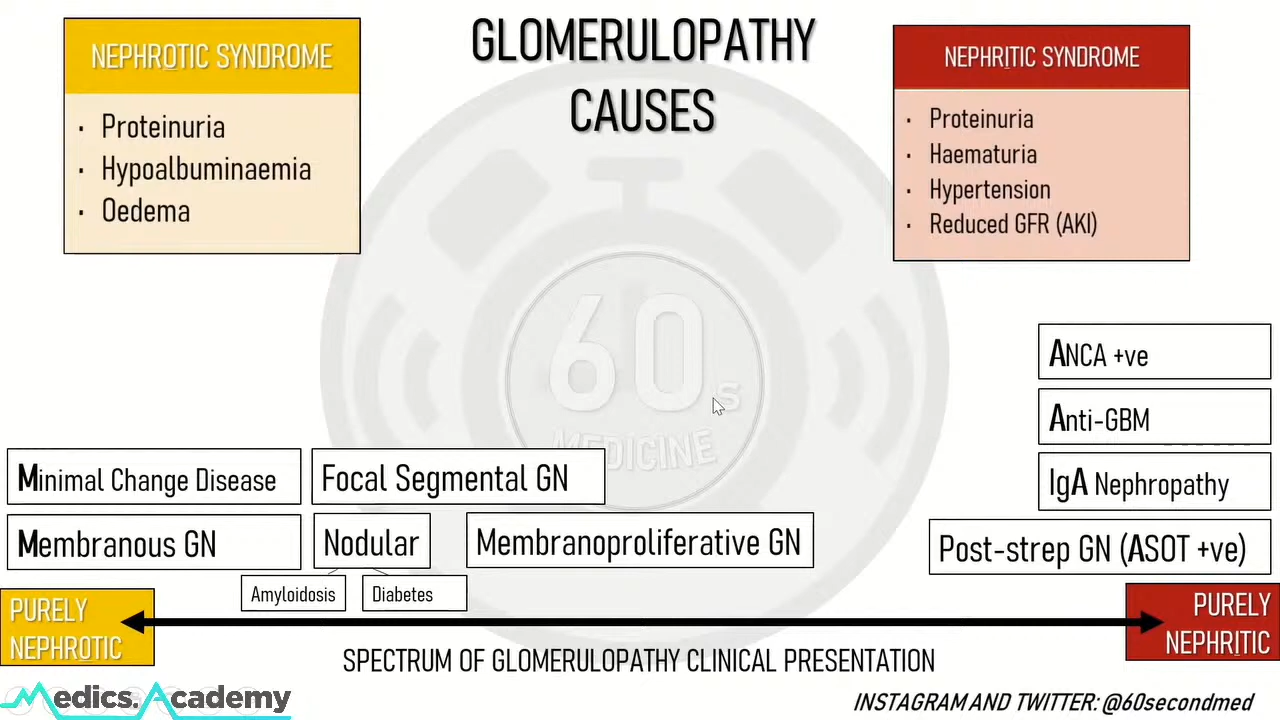 GLOMERULOPATHY
CAUSES
NEPHROTIC SYNDROME
· Proteinuria
· Hypoalbuminaemia
· Oedema
NEPHRITIC SYNDROME
· Proteinuria
· Haematuria
· Hypertension
· Reduced GFR (AKI)
60s
MEDICINE
ANCA +ve
Anti-GBM
IgA Nephropathy
Post-strep GN (ASOT +ve)
Minimal Change Disease
Focal Segmental GN
Membranous GN
Nodular
Membranoproliferative GN
Amyloidosis
Diabetes
PURELY
NEPHROTIC
PURELY
NEPHRITIC
SPECTRUM OF GLOMERULOPATHY CLINICAL PRESENTATION
Medics.Academy
INSTAGRAM AND TWITTER: @60secondmed